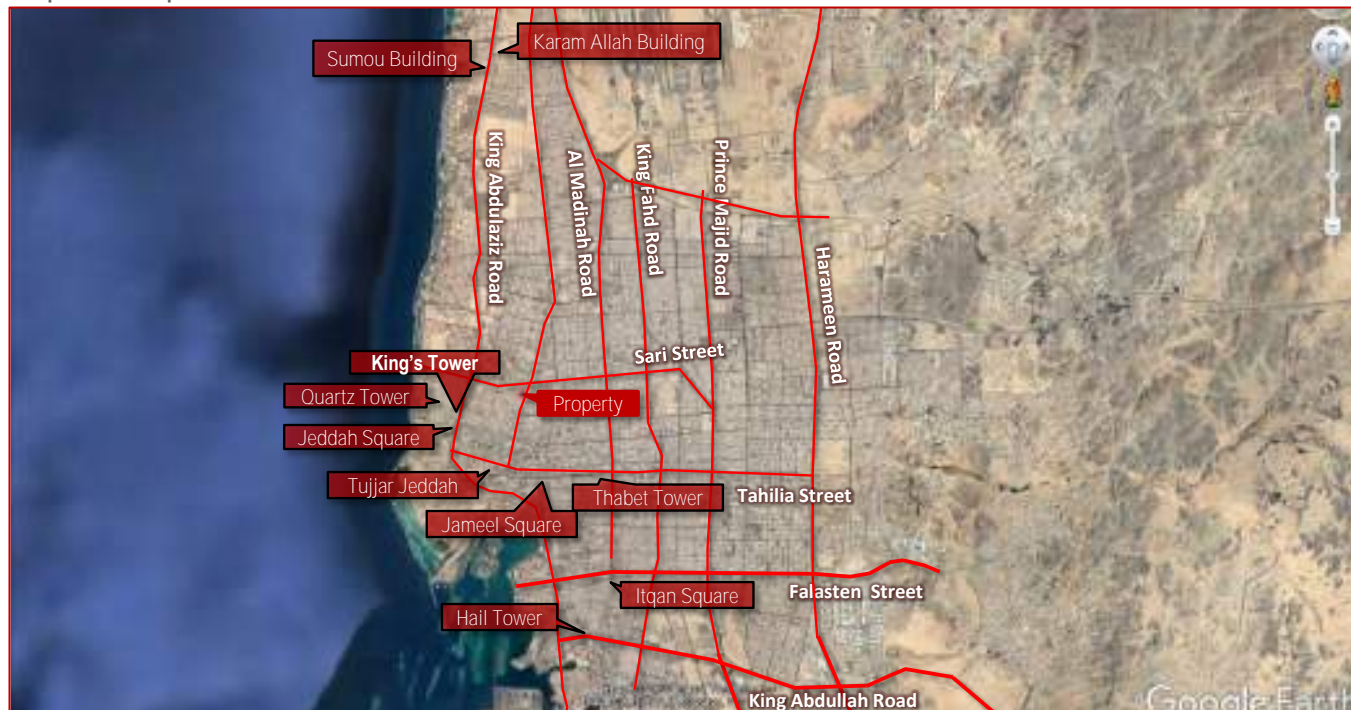 Karam Allah Building
Sumou Building
King Abdulaziz Road
Al Madinah Road
King Fahd Road
Prince Majid Road
Harameen Road
Sari Street
King's Tower
Quartz Tower
Property
Jeddah Square
Tujjar Jeddah
Thabet Tower
Tahilia Street
Jameel Square
Itqan Square
Falasten Street
Hail Tower
King Abdullah Road
Google Earth